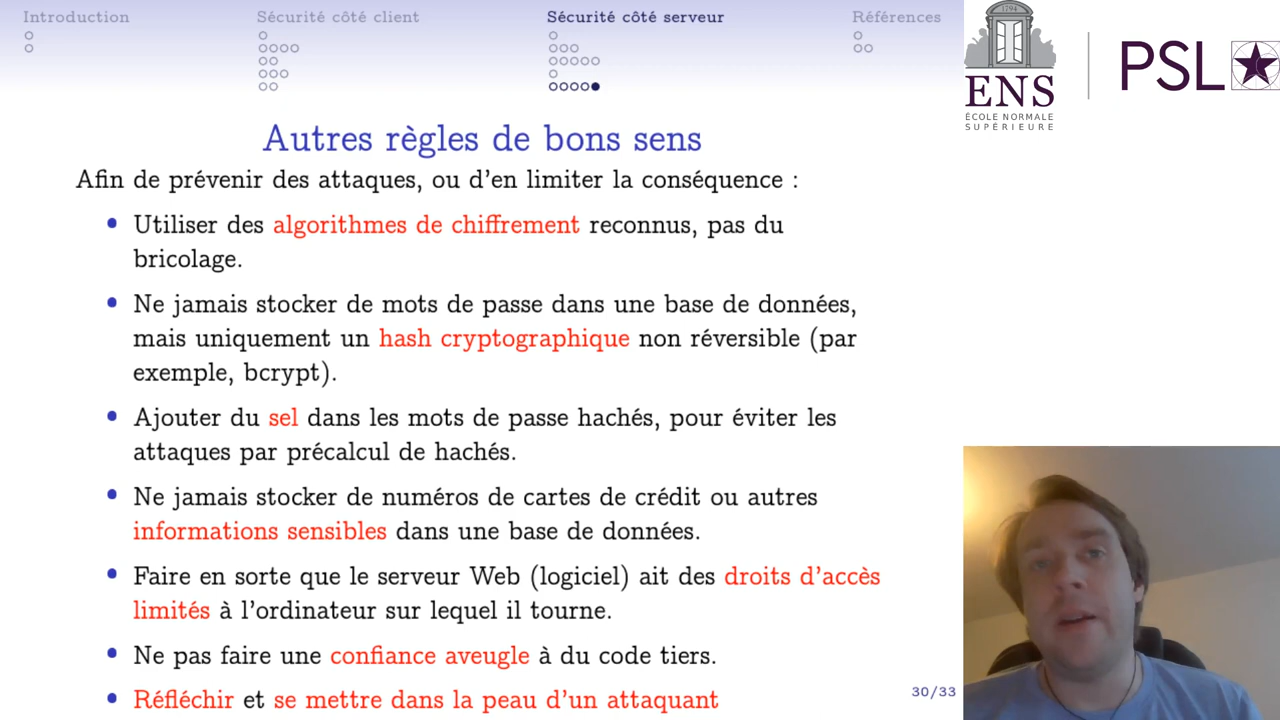 Introduction
Sécurité côté client
Sécurité côté serveur
Références
1794
ENS
ÉCOLE NORMALE
SUPÉRIEURE
PSL
Autres règles de bons sens
Afin de prévenir des attaques, ou d'en limiter la conséquence :
• Utiliser des algorithmes de chiffrement reconnus, pas du
bricolage.
• Ne jamais stocker de mots de passe dans une base de données,
mais uniquement un hash cryptographique non réversible (par
exemple, bcrypt).
• Ajouter du sel dans les mots de passe hachés, pour éviter les
attaques par précalcul de hachés.
• Ne jamais stocker de numéros de cartes de crédit ou autres
informations sensibles dans une base de données.
• Faire en sorte que le serveur Web (logiciel) ait des droits d'accès
limités à l'ordinateur sur lequel il tourne.
• Ne pas faire une confiance aveugle à du code tiers.
• Réfléchir et se mettre dans la peau d'un attaquant
30/33